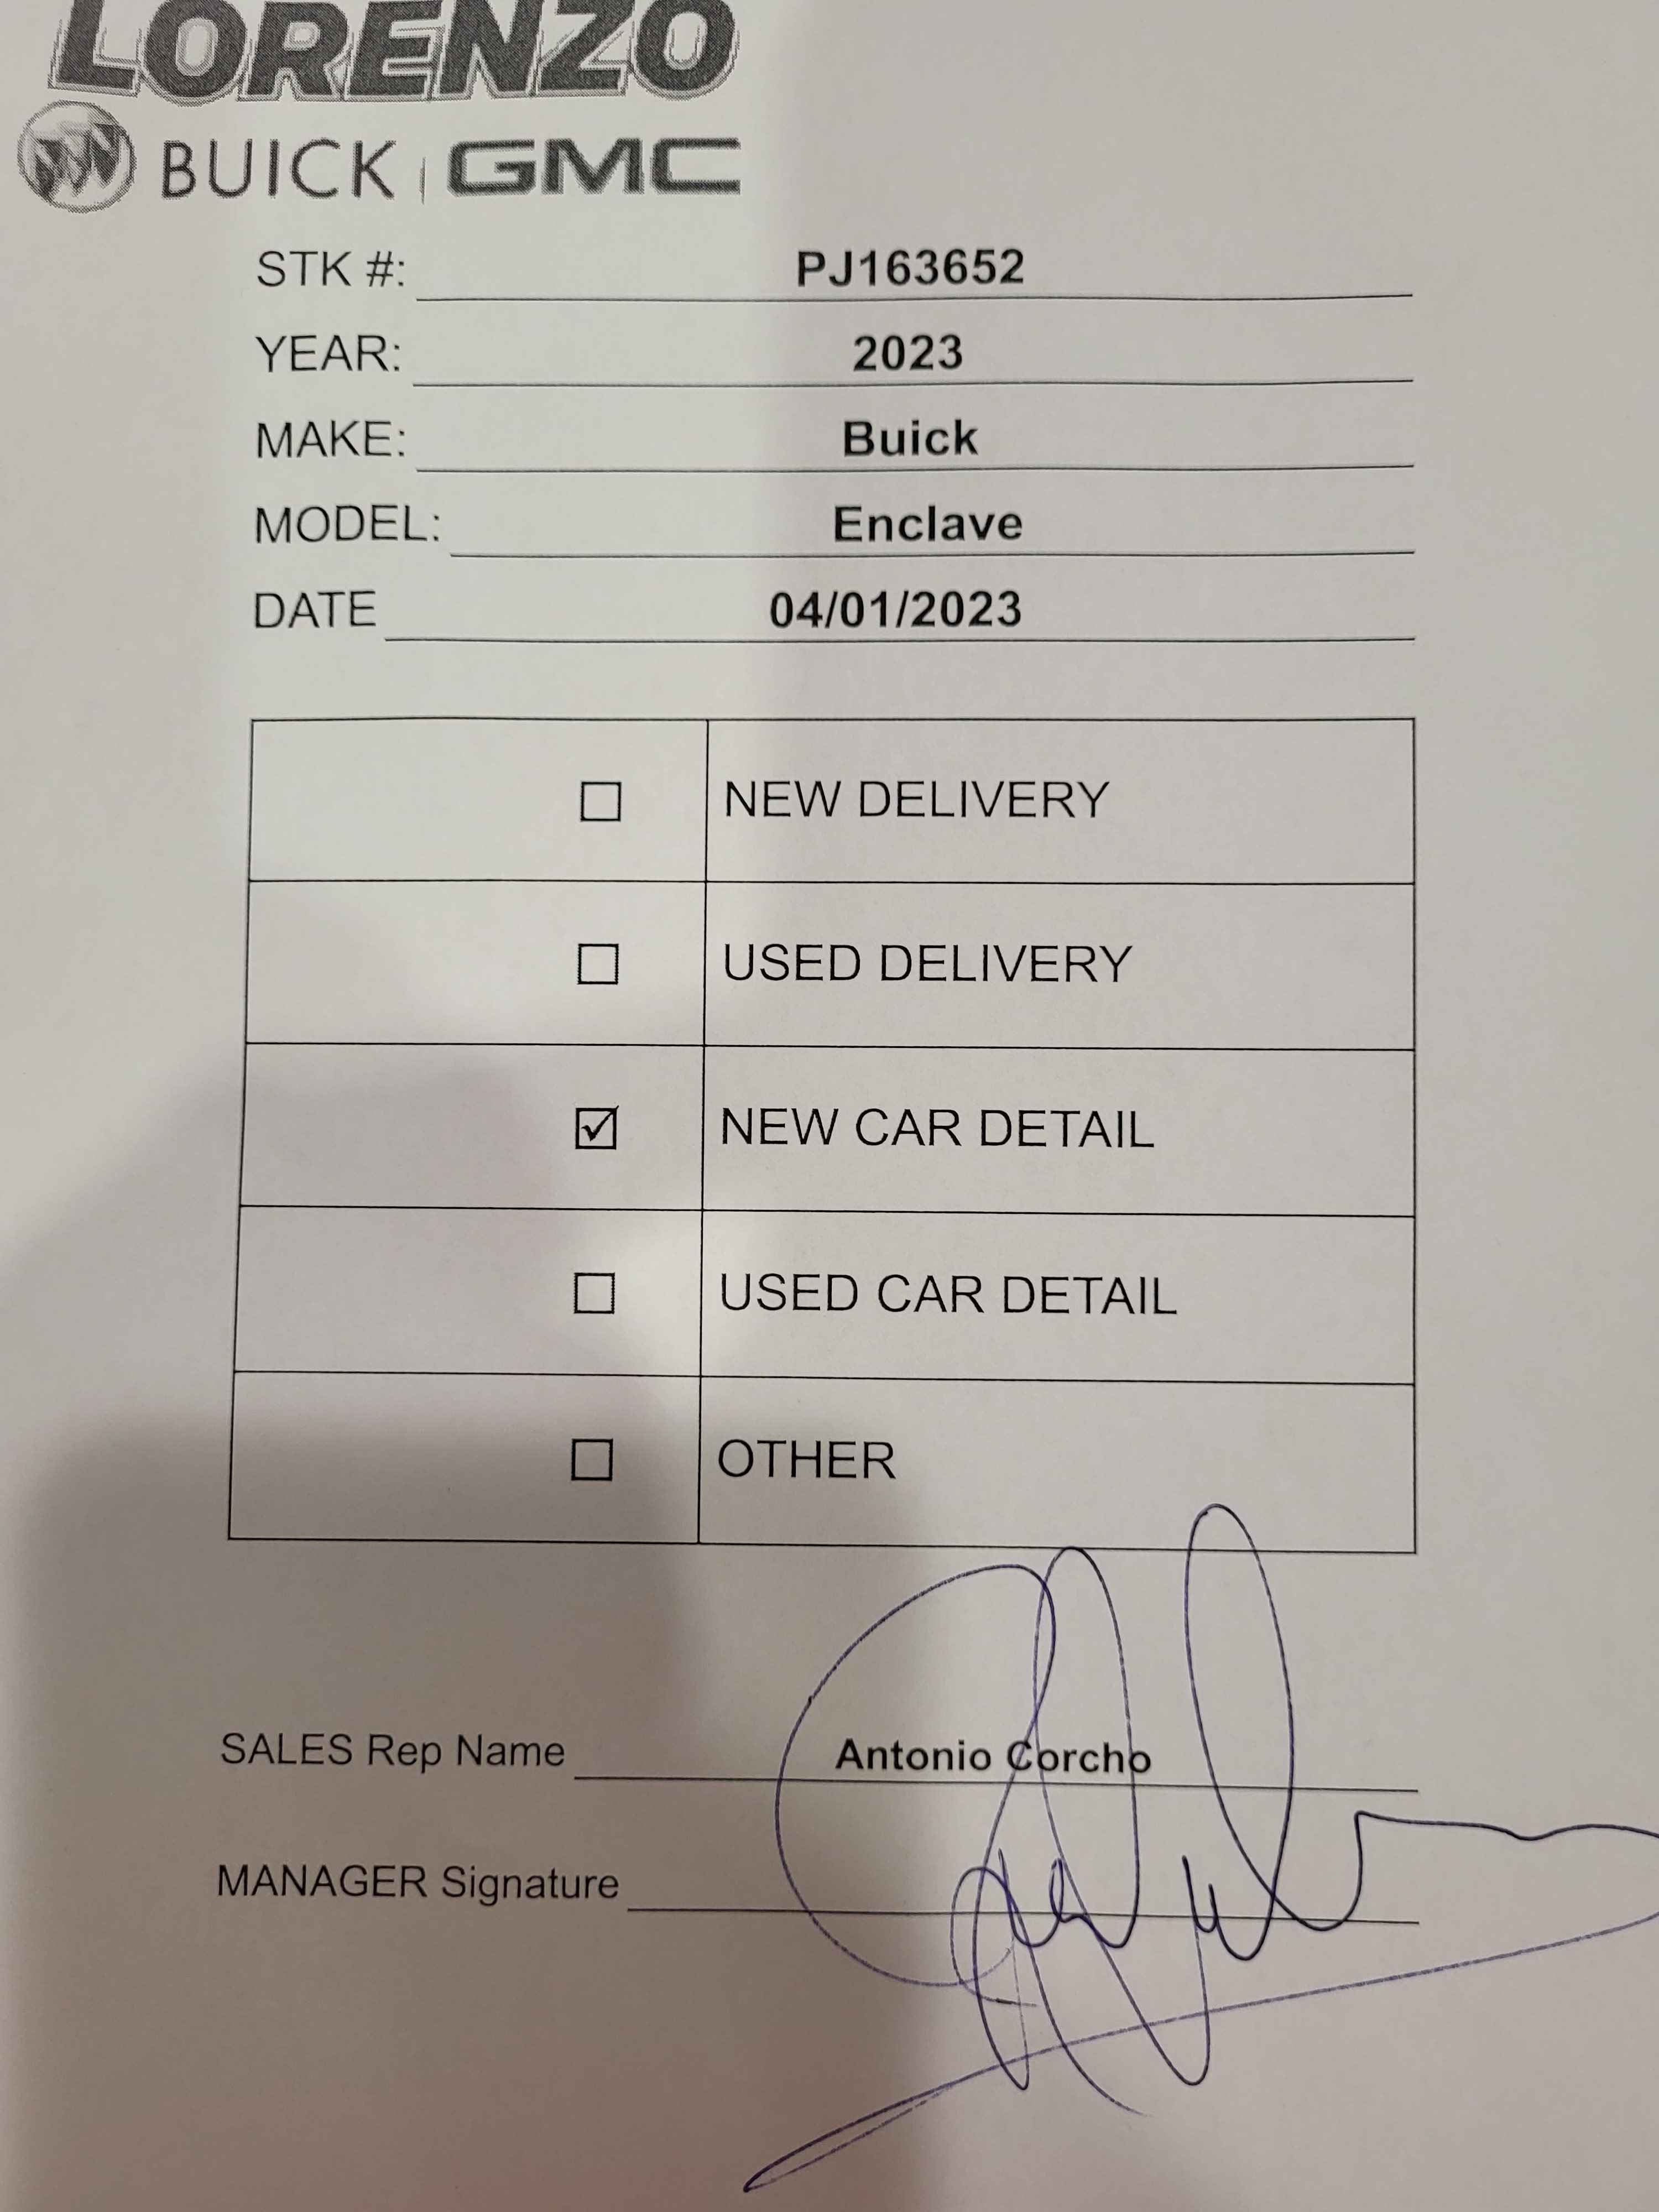 LORENZO
BUICK | GMC
STK #: PJ163652
YEAR: 2023
MAKE: Buick
MODEL: Enclave
DATE 04/01/2023
☐ NEW DELIVERY
☐ USED DELIVERY
☑ NEW CAR DETAIL
☐ USED CAR DETAIL
☐ OTHER
SALES Rep Name Antonio Corcho
MANAGER Signature